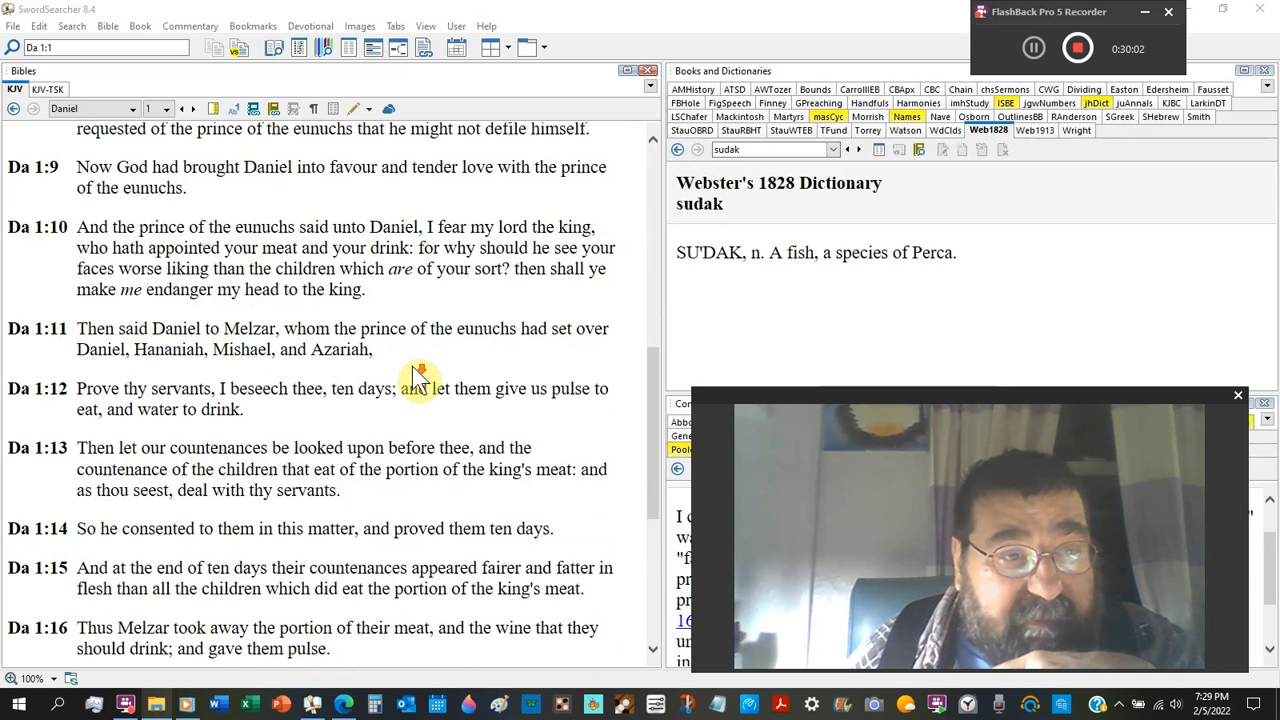 SwordSearcher 8.4
FlashBack Pro 5 Recorder
File Edit Search Bible Book Commentary Bookmarks Devotional Images Tabs View User Help
0:30:02
Da 1:1
Bibles
Books and Dictionaries
KJV KJV-TSK
AMHistory ATSD AWTozer Bounds CarrollIEB CBApx CBC Chain chsSermons CWG Dividing Easton Edersheim Fausset
FBHole FigSpeech Finney GPreaching Handfuls Harmonies imhStudy ISBE jgwNumbers jhDict juAnnals KJBC LarkinDT
LSChafer Mackintosh Martyrs masCyc Morrish Names Nave Osborn OutlinesBB RAnderson SGreek SHebrew Smith
StauOBRD StauRBHT StauWTEB TFund Torrey Watson WdClds Web1828 Web1913 Wright
Daniel 1
sudak
Webster's 1828 Dictionary
sudak
SU'DAK, n. A fish, a species of Perca.
requested of the prince of the eunuchs that he might not defile himself.
Da 1:9 Now God had brought Daniel into favour and tender love with the prince
of the eunuchs.
Da 1:10 And the prince of the eunuchs said unto Daniel, I fear my lord the king,
who hath appointed your meat and your drink: for why should he see your
faces worse liking than the children which are of your sort? then shall ye
make me endanger my head to the king.
Da 1:11 Then said Daniel to Melzar, whom the prince of the eunuchs had set over
Daniel, Hananiah, Mishael, and Azariah,
Da 1:12 Prove thy servants, I beseech thee, ten days; and let them give us pulse to
eat, and water to drink.
Da 1:13 Then let our countenances be looked upon before thee, and the
countenance of the children that eat of the portion of the king's meat: and
as thou seest, deal with thy servants.
Da 1:14 So he consented to them in this matter, and proved them ten days.
Da 1:15 And at the end of ten days their countenances appeared fairer and fatter in
flesh than all the children which did eat the portion of the king's meat.
Da 1:16 Thus Melzar took away the portion of their meat, and the wine that they
should drink; and gave them pulse.
100%
7:29 PM
2/5/2022